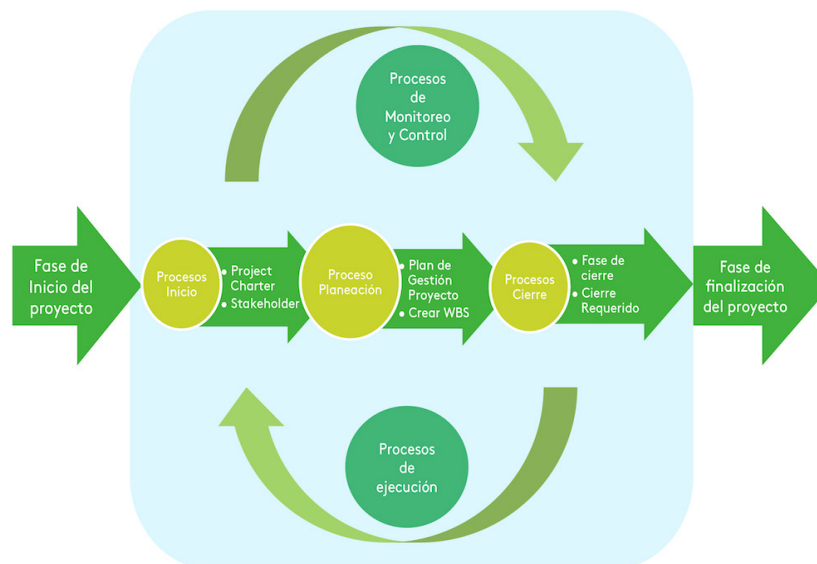 Procesos
de
Monitoreo
y Control
Fase de
Inicio del
proyecto
Procesos
Inicio
• Project
Charter
• Stakeholder
Proceso
Planeación
• Plan de
Gestión
Proyecto
• Crear WBS
Procesos
Cierre
• Fase de
cierre
• Cierre
Requerido
Fase de
finalización
del proyecto
Procesos
de
ejecución